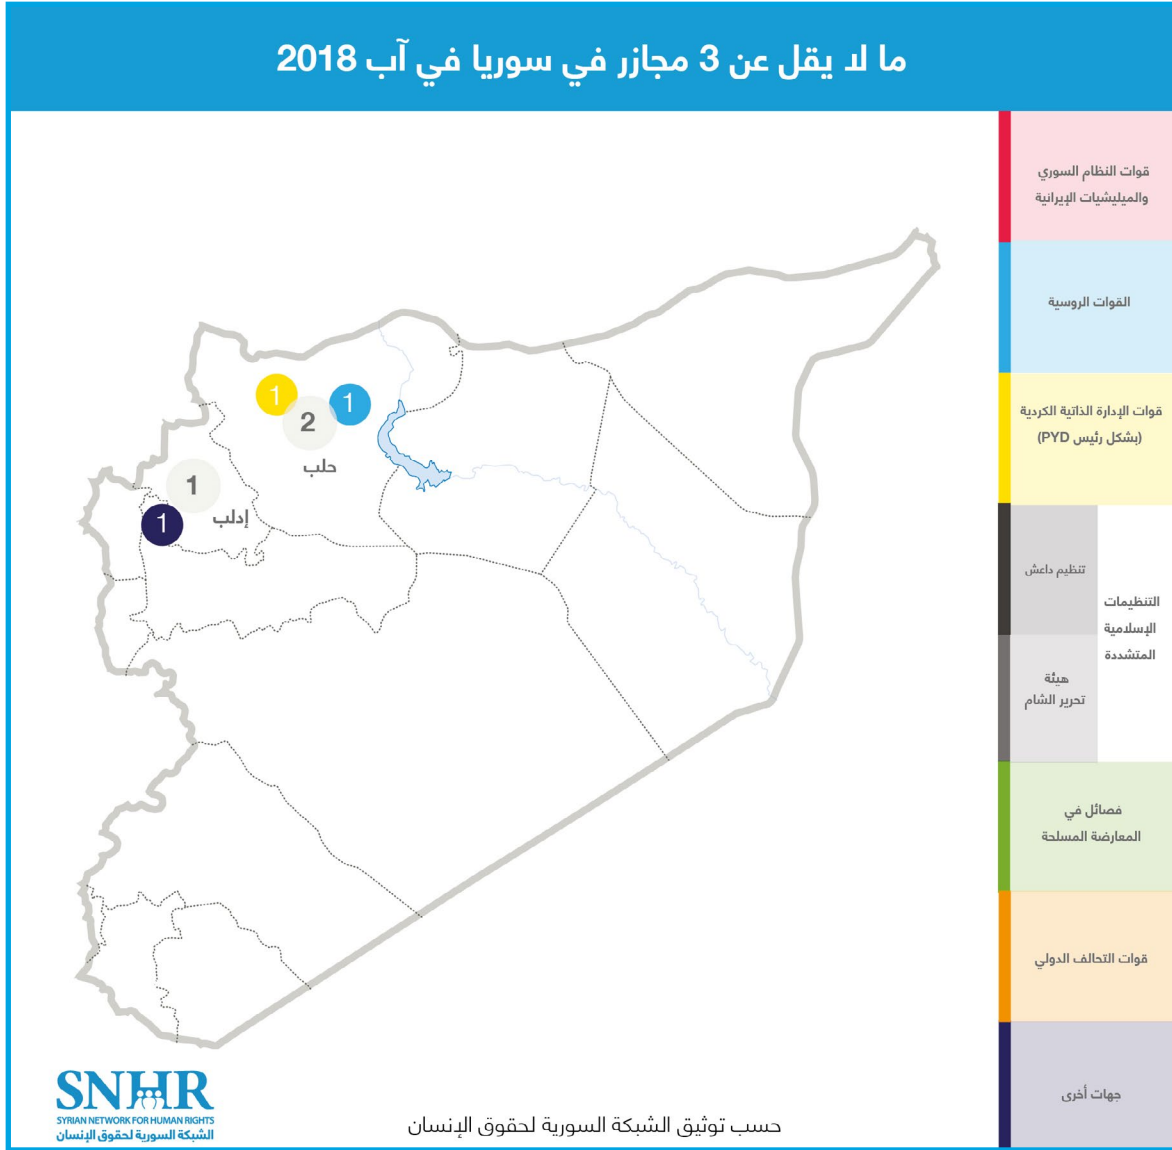 ما لا يقل عن 3 مجازر في سوريا في آب 2018
قوات النظام السوري
والميليشيات الإيرانية
القوات الروسية
قوات الإدارة الذاتية الكردية
(بشكل رئيس PYD)
التنظيمات
الإسلامية
المتشددة
تنظيم داعش
هيئة
تحرير الشام
فصائل في
المعارضة المسلحة
قوات التحالف الدولي
جهات أخرى
1
1
2
حلب
1
إدلب
1
SNHR
SYRIAN NETWORK FOR HUMAN RIGHTS
الشبكة السورية لحقوق الإنسان
حسب توثيق الشبكة السورية لحقوق الإنسان